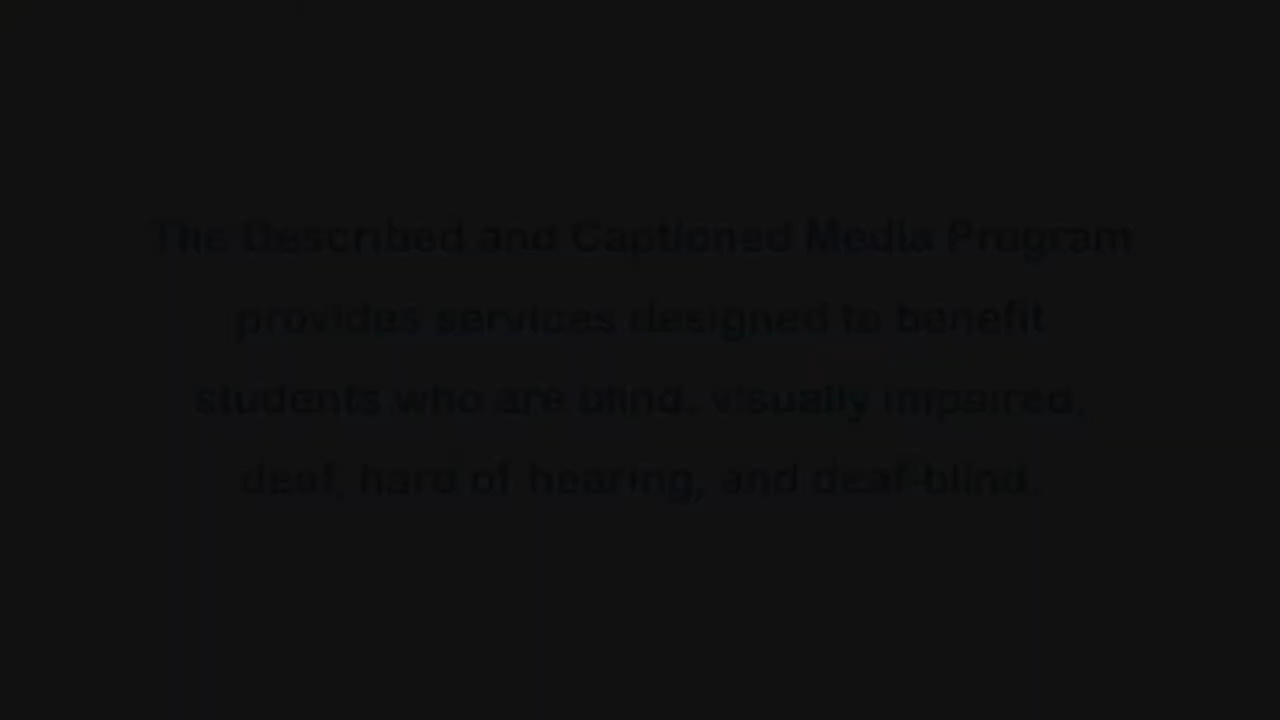 The Described and Captioned Media Program
provides services designed to benefit
students who are blind, visually impaired,
deaf, hard of hearing, and deaf-blind.